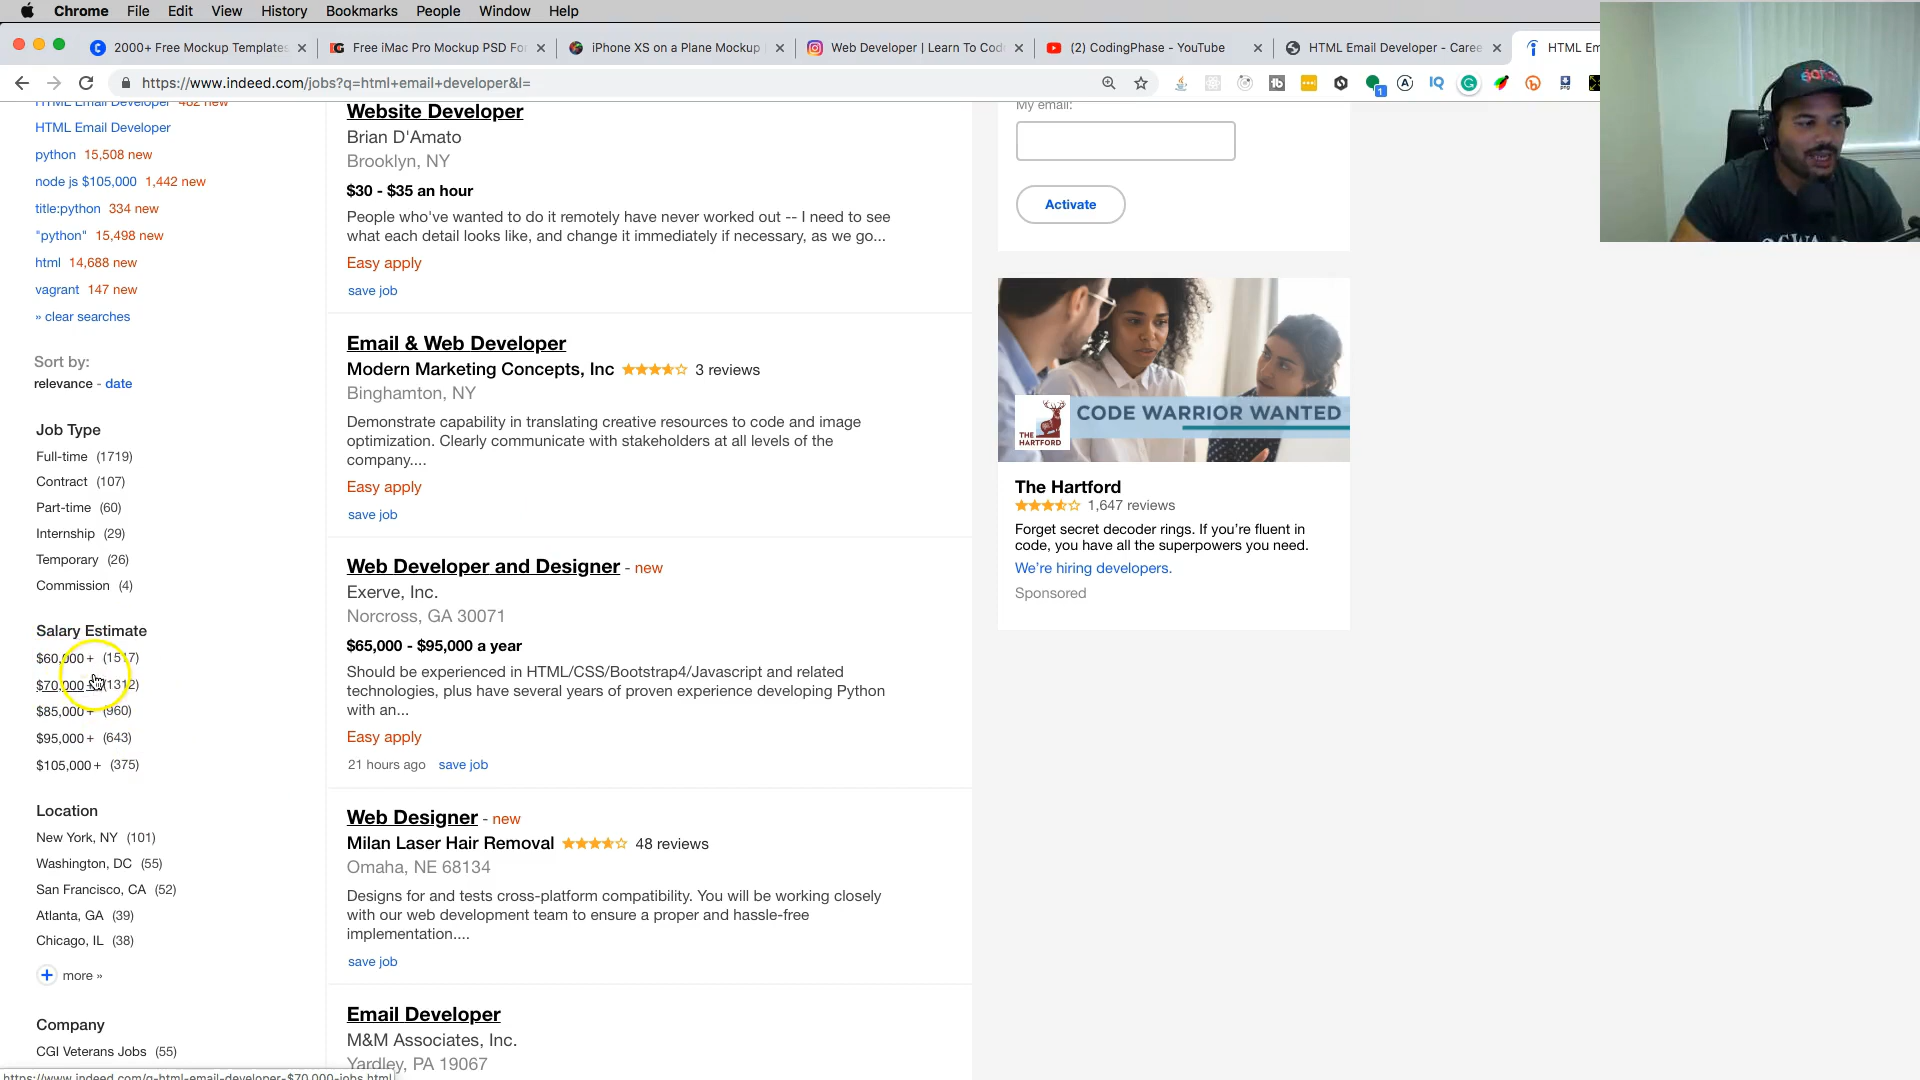 Chrome File Edit View History Bookmarks People Window Help
2000+ Free Mockup Templates Free iMac Pro Mockup PSD For iPhone XS on a Plane Mockup Web Developer | Learn To Cod (2) CodingPhase - YouTube HTML Email Developer - Caree HTML Em
https://www.indeed.com/jobs?q=html+email+developer&l=
HTML Email Developer 482 new
HTML Email Developer
python 15,508 new
node js $105,000 1,442 new
title:python 334 new
"python" 15,498 new
html 14,688 new
vagrant 147 new
» clear searches
Sort by:
relevance - date
Job Type
Full-time (1719)
Contract (107)
Part-time (60)
Internship (29)
Temporary (26)
Commission (4)
Salary Estimate
$60,000+ (1517)
$70,000+ (1312)
$85,000+ (960)
$95,000+ (643)
$105,000+ (375)
Location
New York, NY (101)
Washington, DC (55)
San Francisco, CA (52)
Atlanta, GA (39)
Chicago, IL (38)
+ more »
Company
CGI Veterans Jobs (55)
https://www.indeed.com/q-html-email-developer-$70,000-jobs.html
Website Developer
Brian D'Amato
Brooklyn, NY
$30 - $35 an hour
People who've wanted to do it remotely have never worked out -- I need to see
what each detail looks like, and change it immediately if necessary, as we go...
Easy apply
save job
Email & Web Developer
Modern Marketing Concepts, Inc 3 reviews
Binghamton, NY
Demonstrate capability in translating creative resources to code and image
optimization. Clearly communicate with stakeholders at all levels of the
company....
Easy apply
save job
Web Developer and Designer - new
Exerve, Inc.
Norcross, GA 30071
$65,000 - $95,000 a year
Should be experienced in HTML/CSS/Bootstrap4/Javascript and related
technologies, plus have several years of proven experience developing Python
with an...
Easy apply
21 hours ago save job
Web Designer - new
Milan Laser Hair Removal 48 reviews
Omaha, NE 68134
Designs for and tests cross-platform compatibility. You will be working closely
with our web development team to ensure a proper and hassle-free
implementation....
save job
Email Developer
M&M Associates, Inc.
Yardley, PA 19067
My email:
Activate
CODE WARRIOR WANTED
THE
HARTFORD
The Hartford
1,647 reviews
Forget secret decoder rings. If you're fluent in
code, you have all the superpowers you need.
We're hiring developers.
Sponsored